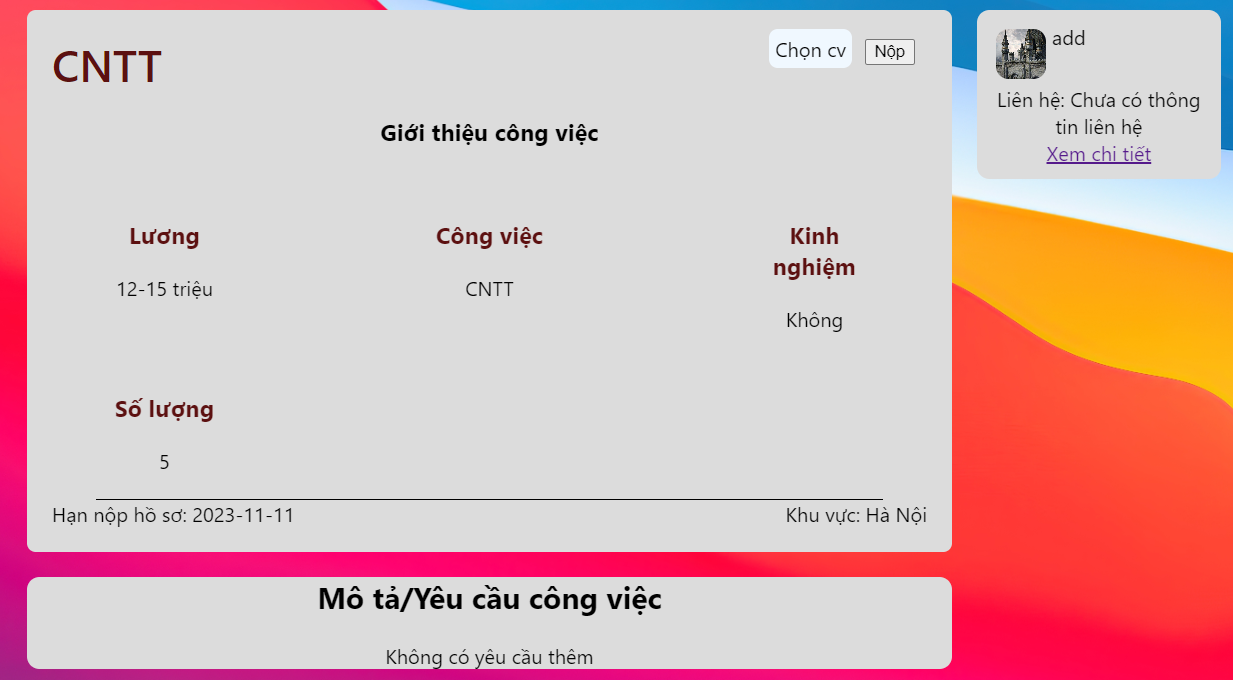 CNTT
Chọn cv
Nộp
Giới thiệu công việc
Lương
12-15 triệu
Công việc
CNTT
Kinh
nghiệm
Không
Số lượng
5
Hạn nộp hồ sơ: 2023-11-11
Khu vực: Hà Nội
Mô tả/Yêu cầu công việc
Không có yêu cầu thêm
add
Liên hệ: Chưa có thông
tin liên hệ
Xem chi tiết